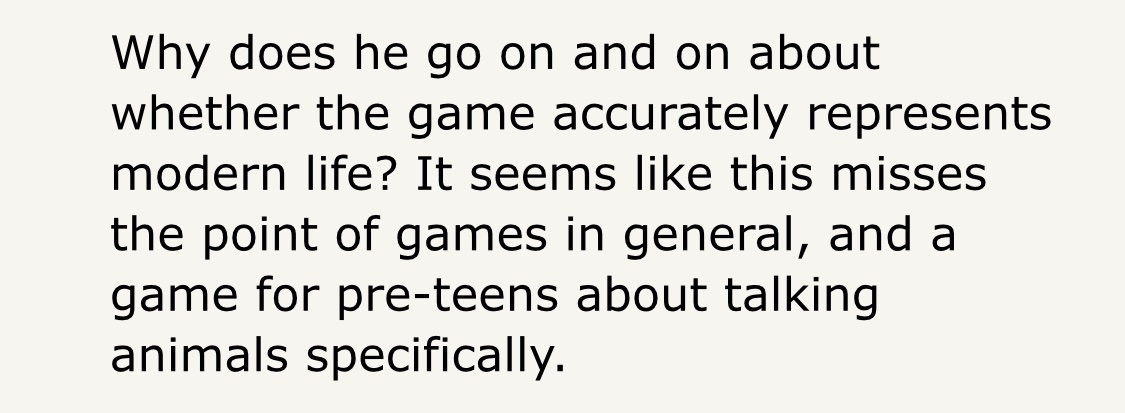 Why does he go on and on about
whether the game accurately represents
modern life? It seems like this misses
the point of games in general, and a
game for pre-teens about talking
animals specifically.